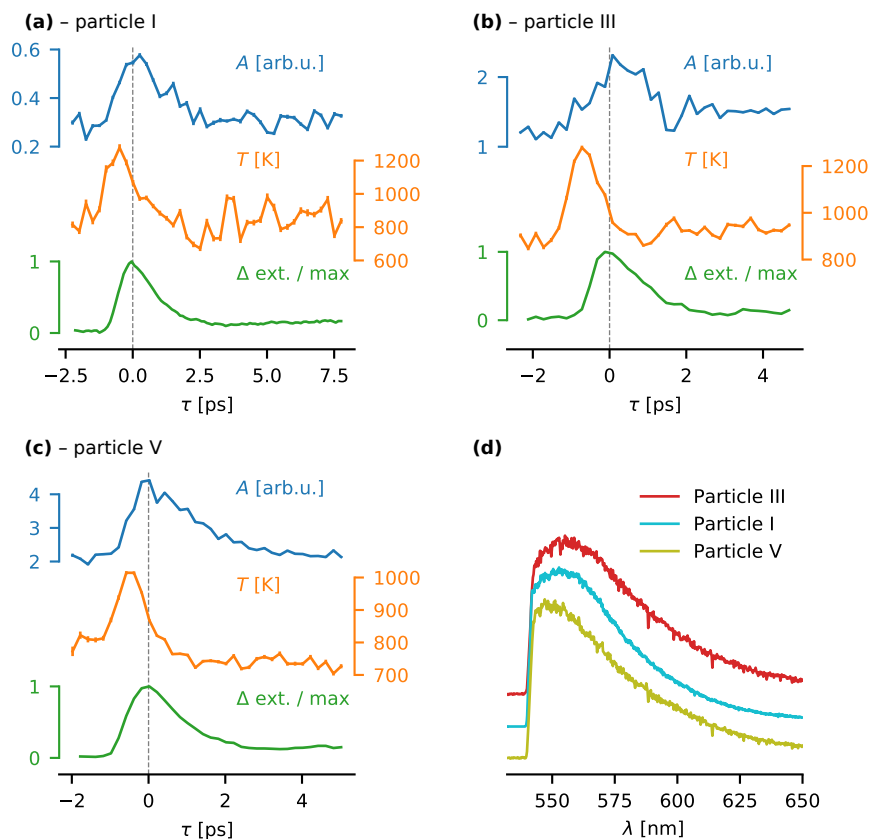 (a) – particle I
0.6
0.4
0.2
A [arb.u.]
T [K]
1200
1000
800
600
1
0
Δ ext. / max
−2.5 0.0 2.5 5.0 7.5
τ [ps]
(b) – particle III
2
1
A [arb.u.]
T [K]
1200
1000
800
1
0
Δ ext. / max
−2 0 2 4
τ [ps]
(c) – particle V
4
3
2
A [arb.u.]
T [K]
1000
900
800
700
1
0
Δ ext. / max
−2 0 2 4
τ [ps]
(d)
Particle III
Particle I
Particle V
550 575 600 625 650
λ [nm]